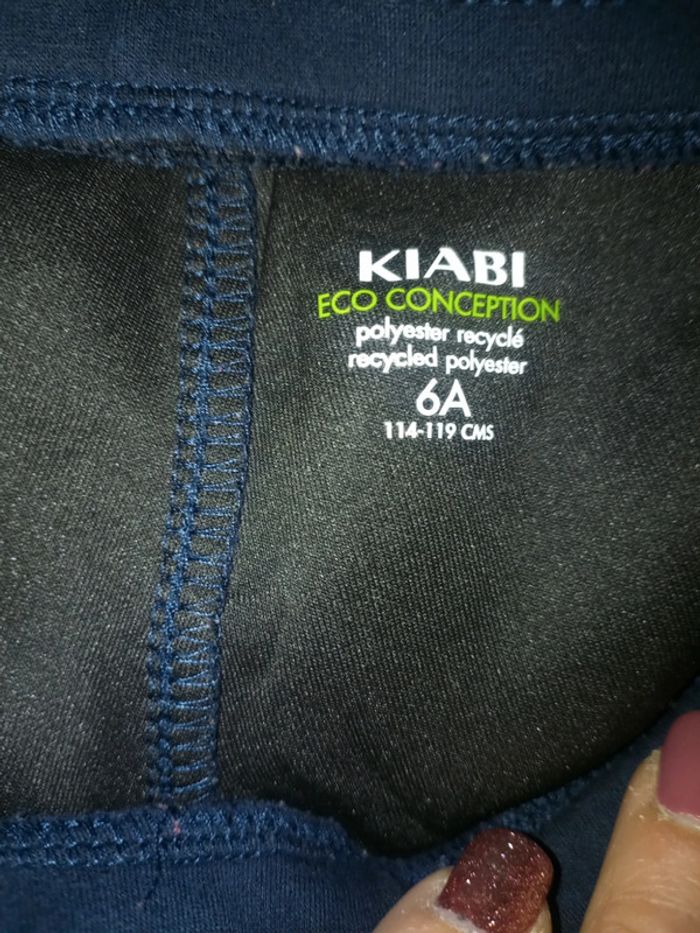 KIABI
ECO CONCEPTION
polyester recyclé
recycled polyester
6A
114-119 CMS